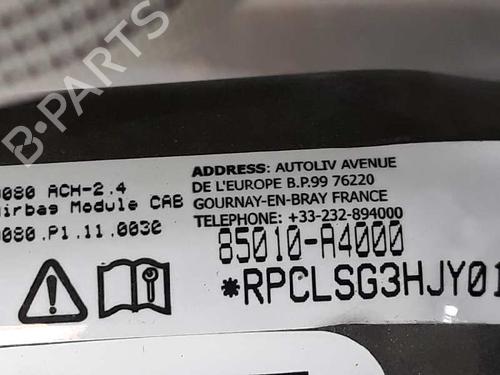 B-PARTS
0080 ACH-2.4
Airbag Module CAB
0080.P1.11.0030
ADDRESS: AUTOLIV AVENUE
DE L'EUROPE B.P.99 76220
GOURNAY-EN-BRAY FRANCE
TELEPHONE: +33-232-894000
85010-A4000
*RPCLSG3HJY01